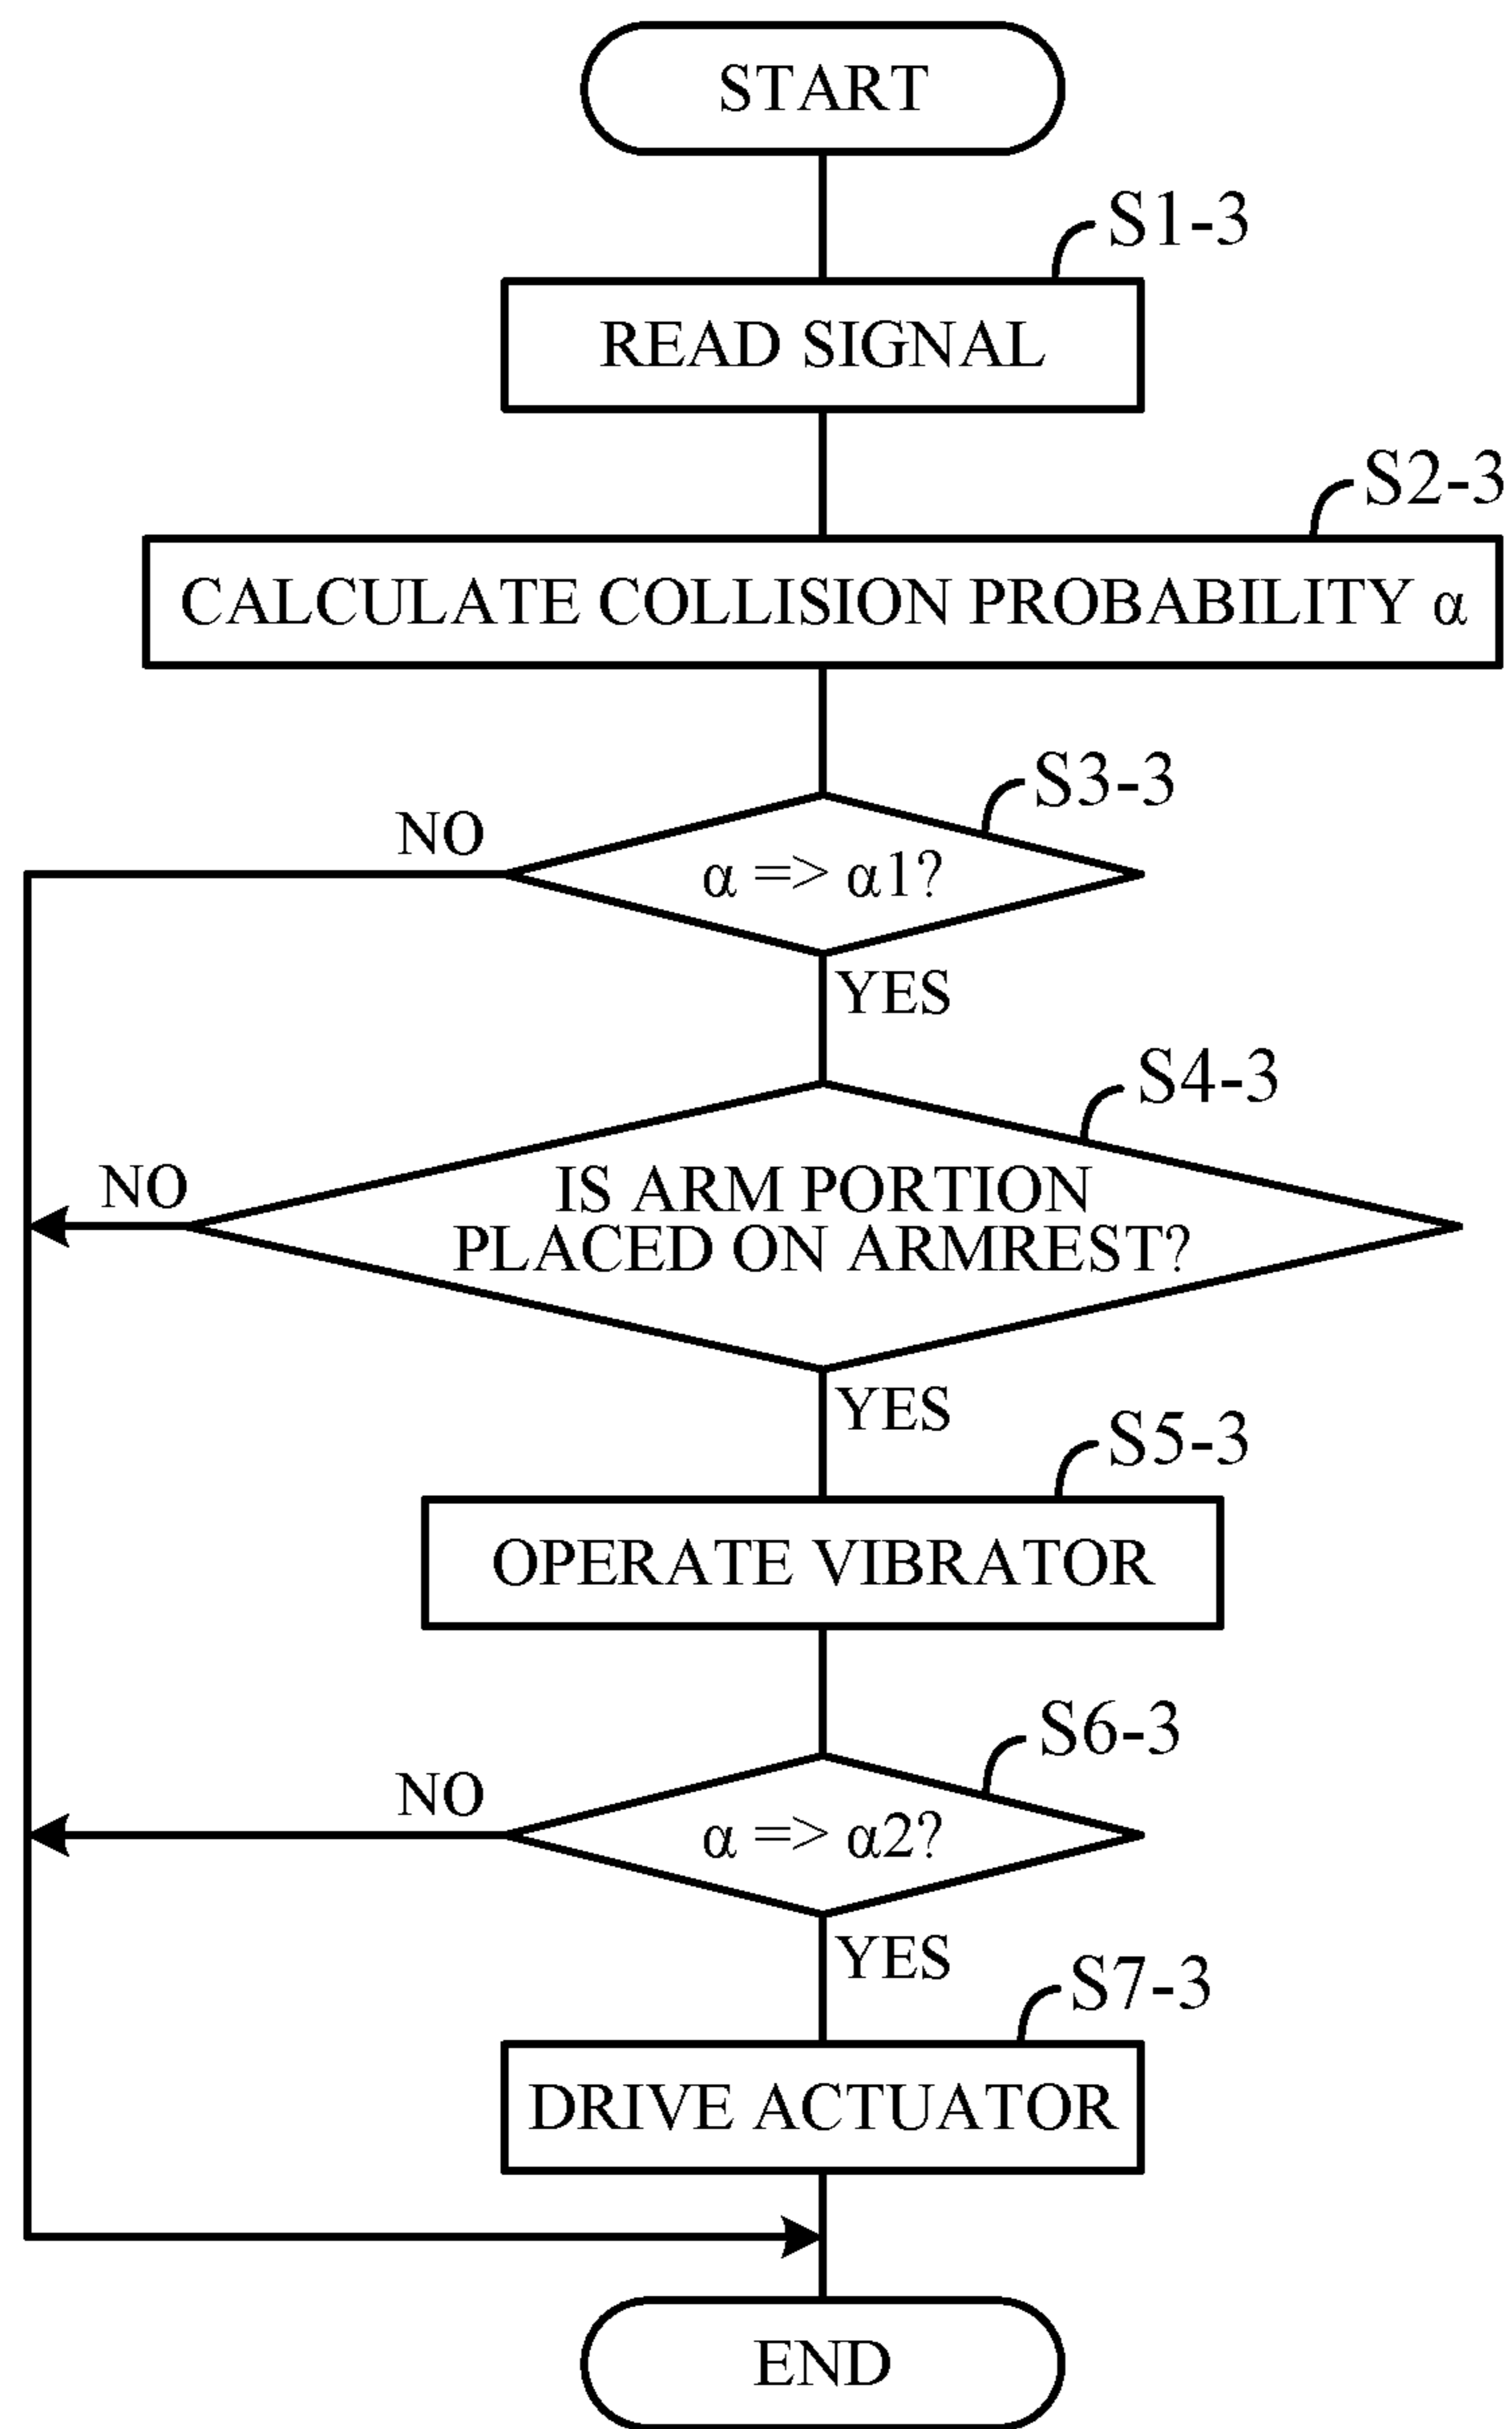 START
S1-3
READ SIGNAL
S2-3
CALCULATE COLLISION PROBABILITY α
S3-3
NO
α => α1?
YES
S4-3
NO
IS ARM PORTION
PLACED ON ARMREST?
YES
S5-3
OPERATE VIBRATOR
S6-3
NO
α => α2?
YES
S7-3
DRIVE ACTUATOR
END